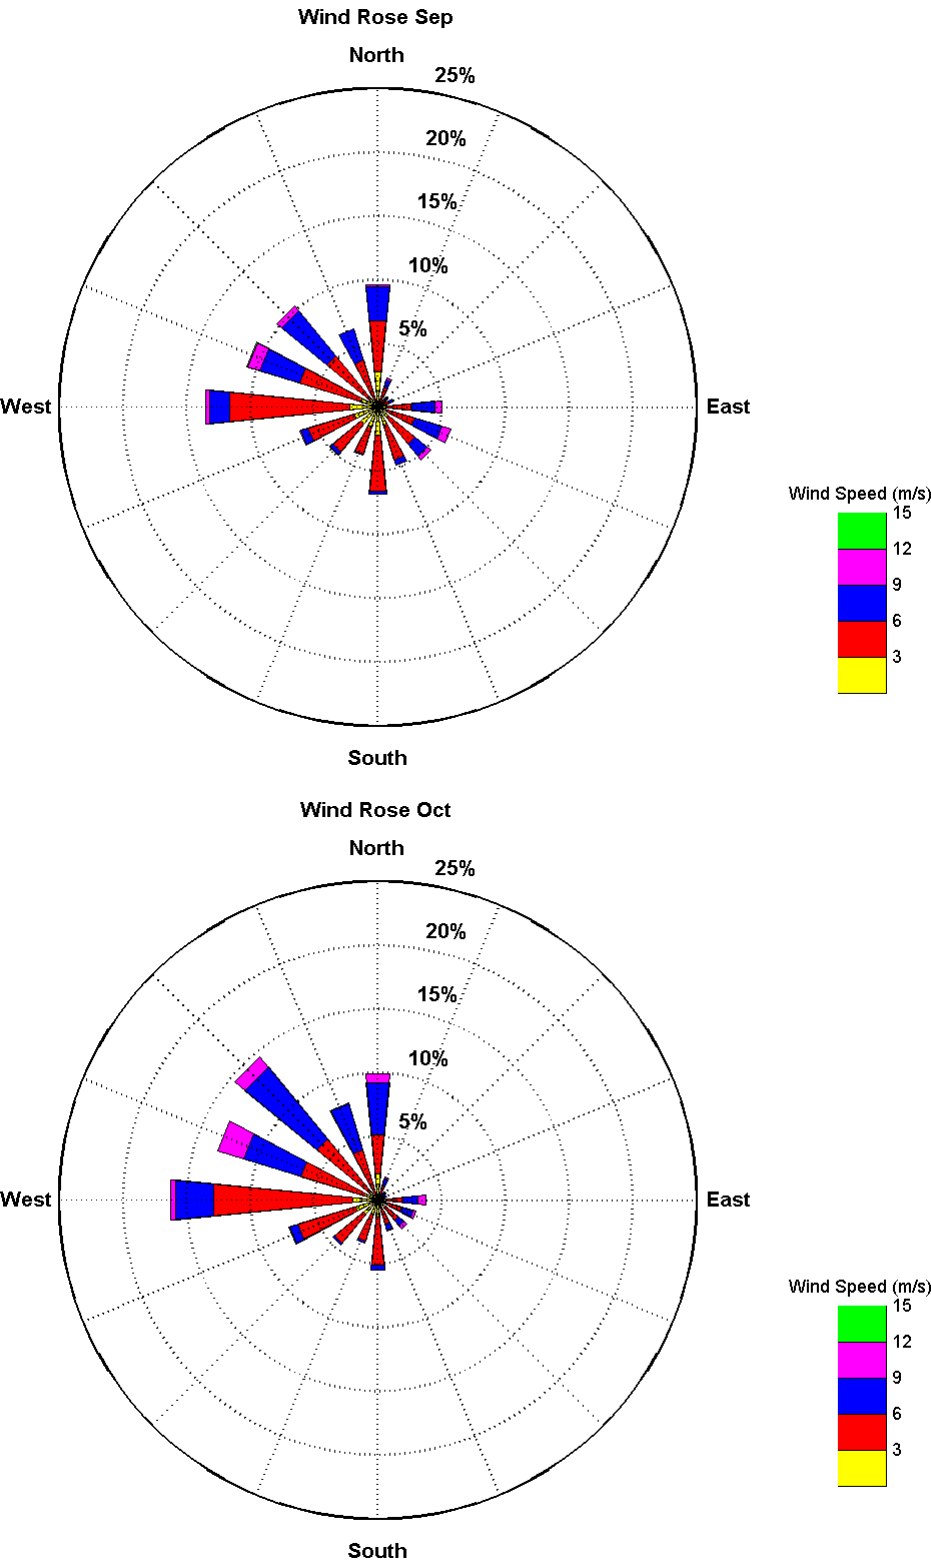 Wind Rose Sep
North
25%
20%
15%
10%
5%
West
East
South
Wind Speed (m/s)
15
12
9
6
3
Wind Rose Oct
North
25%
20%
15%
10%
5%
West
East
South
Wind Speed (m/s)
15
12
9
6
3